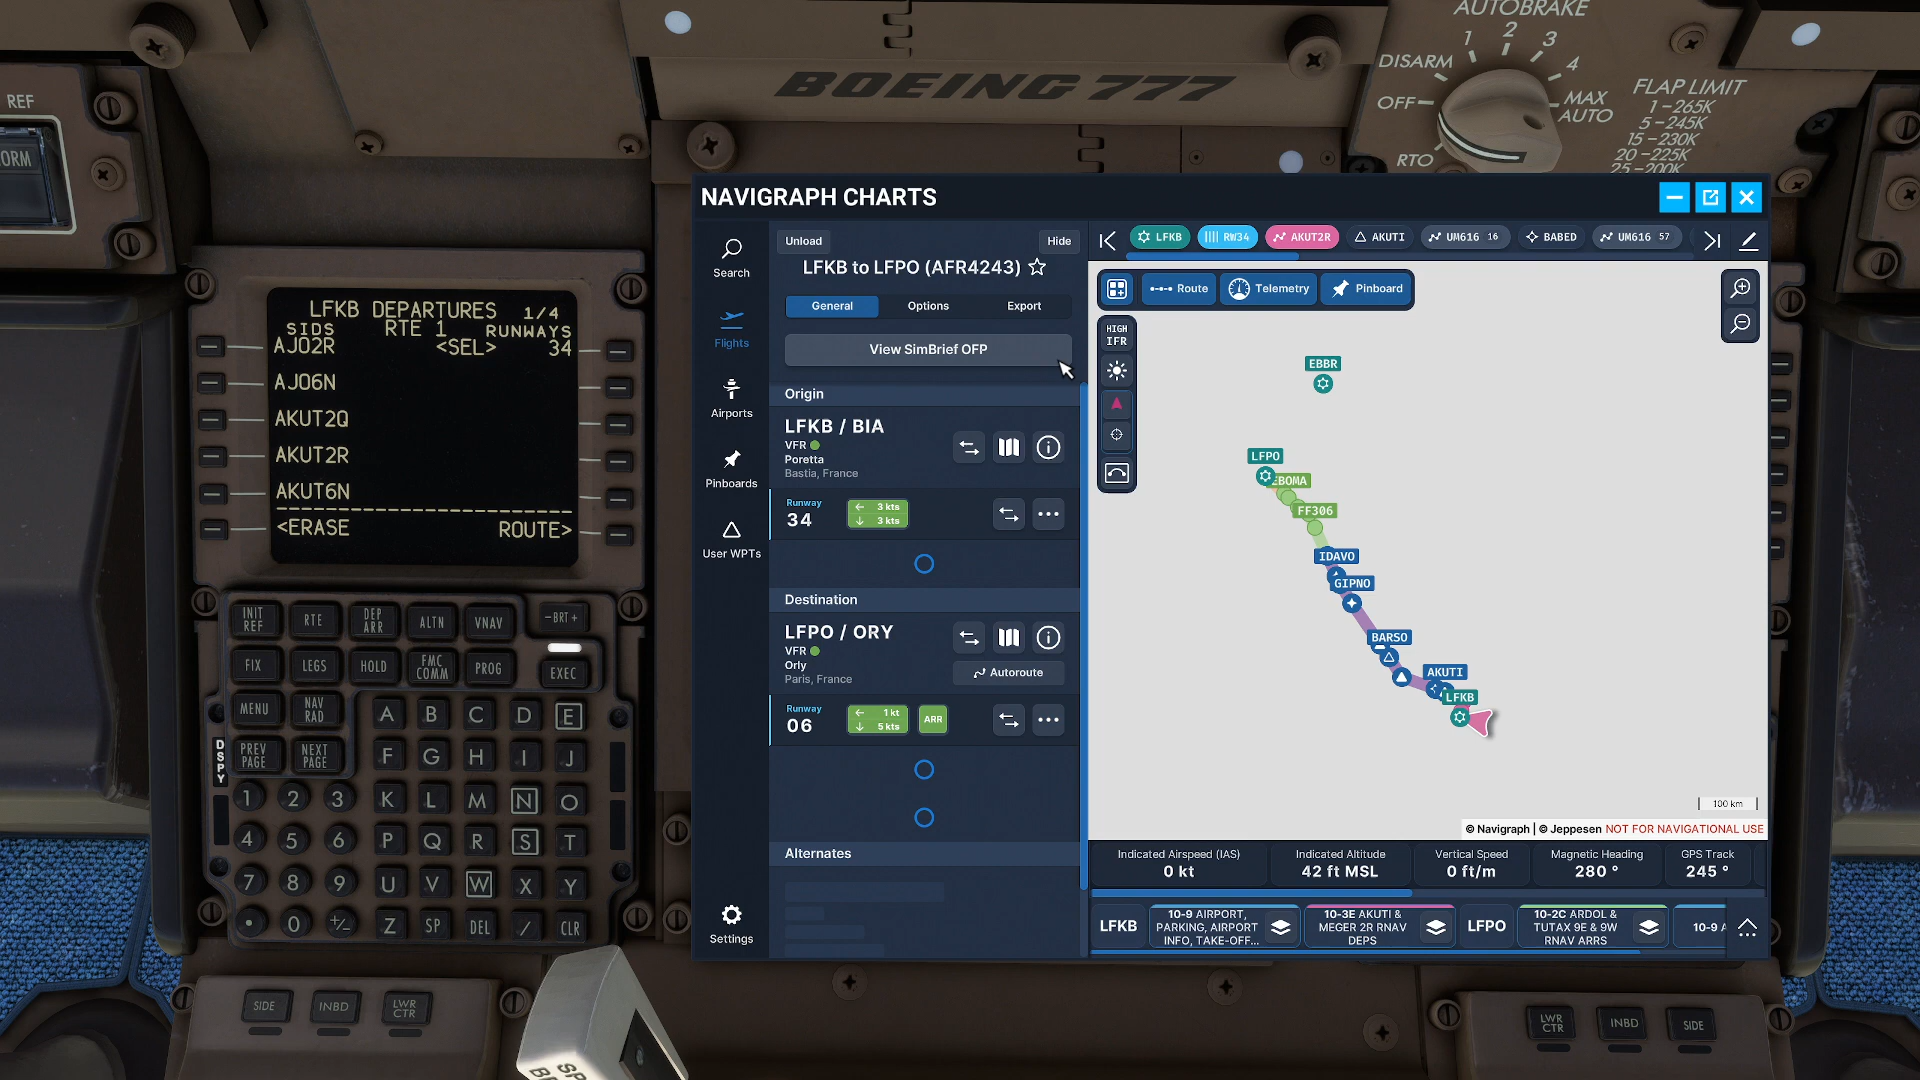 BOEING 777
AUTOBRAKE
DISARM
1
2
3
4
OFF
MAX
AUTO
RTO
FLAP LIMIT
1-265K
5-245K
15-230K
20-225K
25-200K
REF
LFKB DEPARTURES 1/4
SIDS RTE 1 RUNWAYS
AJO2R <SEL> 34
AJO6N
AKUT2Q
AKUT2R
AKUT6N
<ERASE ROUTE>
INIT REF
RTE
DEP ARR
ALTN
VNAV
-BRT+
FIX
LEGS
HOLD
FMC COMM
PROG
EXEC
MENU
NAV RAD
PREV PAGE
NEXT PAGE
DSPY
A B C D E
F G H I J
1 2 3 K L M N O
4 5 6 P Q R S T
7 8 9 U V W X Y
. 0 +/- Z SP DEL / CLR
SIDE
INBD
LWR CTR
LWR CTR
INBD
SIDE
NAVIGRAPH CHARTS
Search
Flights
Airports
Pinboards
User WPTs
Settings
Unload
Hide
LFKB to LFPO (AFR4243)
General
Options
Export
View SimBrief OFP
Origin
LFKB / BIA
VFR
Poretta
Bastia, France
Runway
34
← 3 kts
↓ 3 kts
Destination
LFPO / ORY
VFR
Orly
Paris, France
Autoroute
Runway
06
← 1 kt
↓ 5 kts
ARR
Alternates
LFKB
RW34
AKUT2R
AKUTI
UM616 16
BABED
UM616 57
Route
Telemetry
Pinboard
HIGH
IFR
EBBR
LFPO
EBOMA
FF306
IDAVO
GIPNO
BARSO
AKUTI
LFKB
100 km
© Navigraph | © Jeppesen NOT FOR NAVIGATIONAL USE
Indicated Airspeed (IAS)
0 kt
Indicated Altitude
42 ft MSL
Vertical Speed
0 ft/m
Magnetic Heading
280 °
GPS Track
245 °
LFKB
10-9 AIRPORT,
PARKING, AIRPORT
INFO, TAKE-OFF...
10-3E AKUTI &
MEGER 2R RNAV
DEPS
LFPO
10-2C ARDOL &
TUTAX 9E & 9W
RNAV ARRS
10-9 A